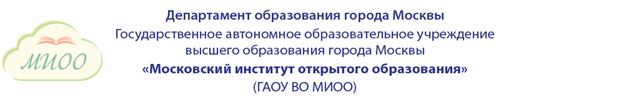 Департамент образования города Москвы
Государственное автономное образовательное учреждение
высшего образования города Москвы
«Московский институт открытого образования»
(ГАОУ ВО МИОО)
МИОО